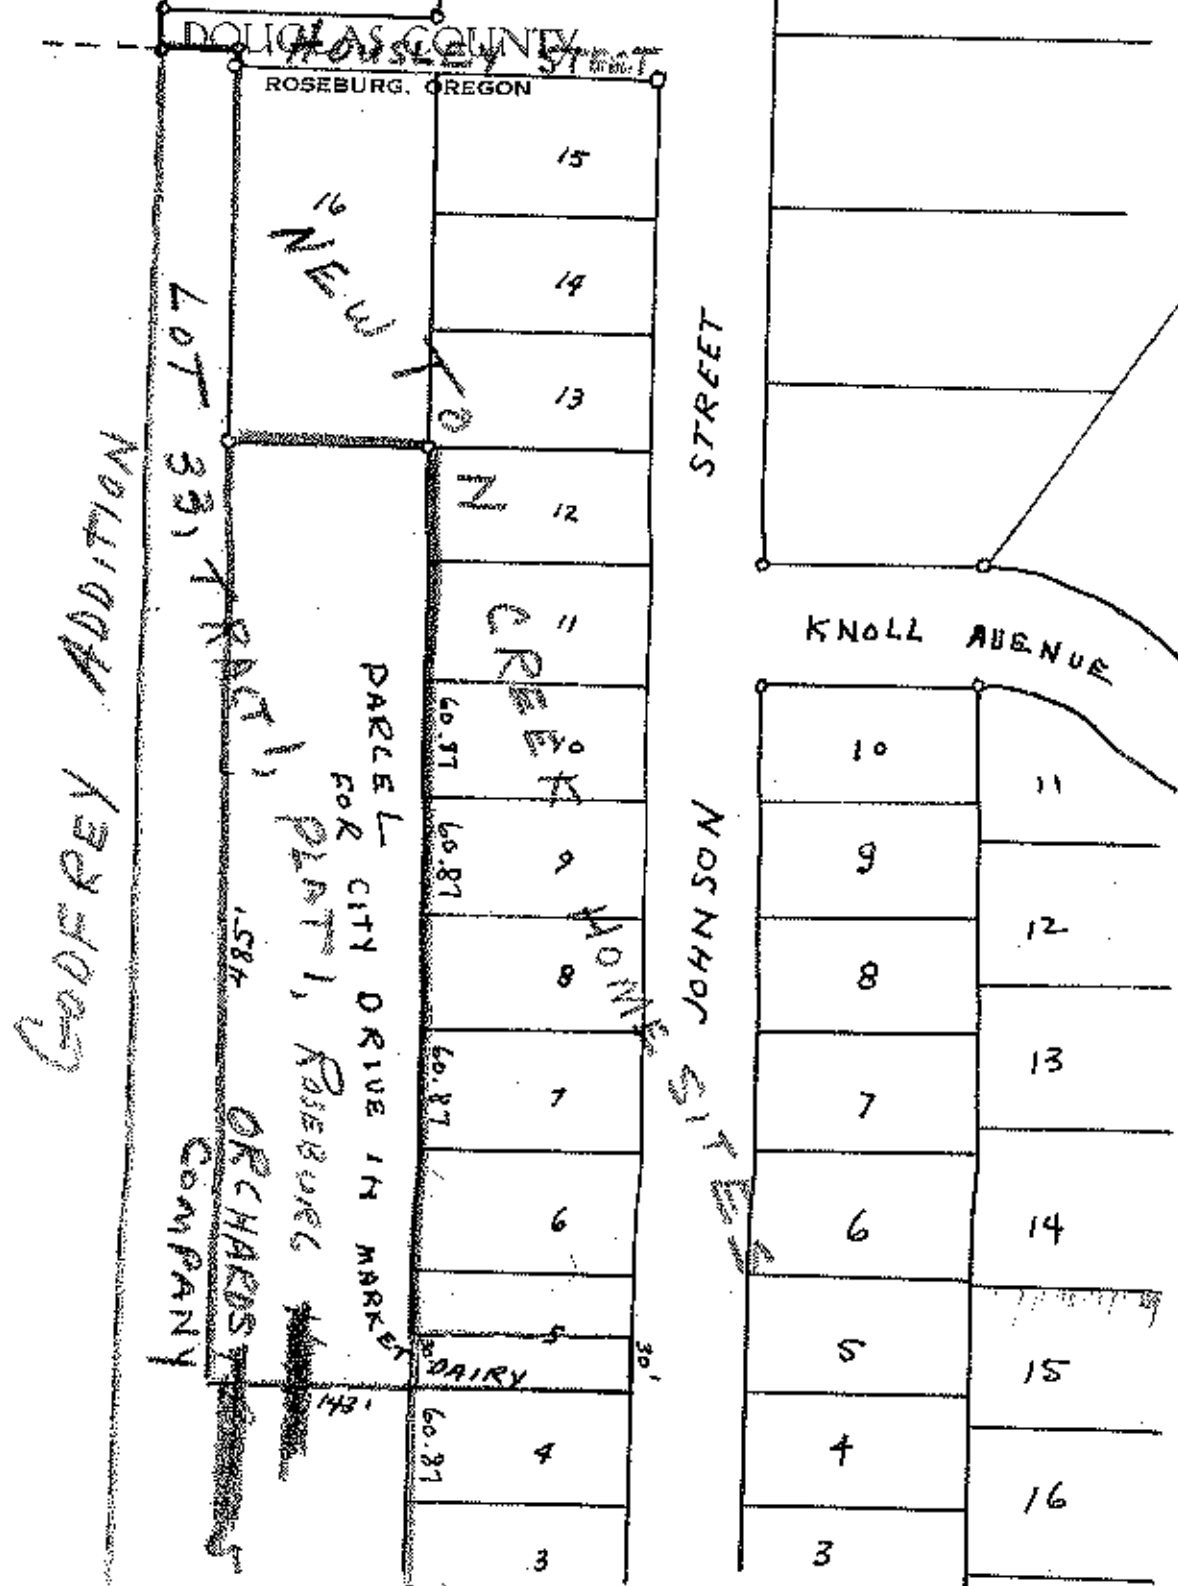 DOUGLAS COUNTY
HOUSLEY STREET
ROSEBURG, OREGON
16
15
14
13
12
11
10
9
8
7
6
5
4
3
NEWTON CREEK HOME SITES
LOT 33, TRACT 1,
PLAT 1, ROSEBURG
ORCHARDS
COMPANY
GODFREY ADDITION
PARCEL
FOR CITY DRIVE IN MARKET
485'
143'
60.87
60.87
60.87
60.87
30'
30'
DAIRY
JOHNSON STREET
KNOLL AVENUE
10
9
8
7
6
5
4
3
11
12
13
14
15
16